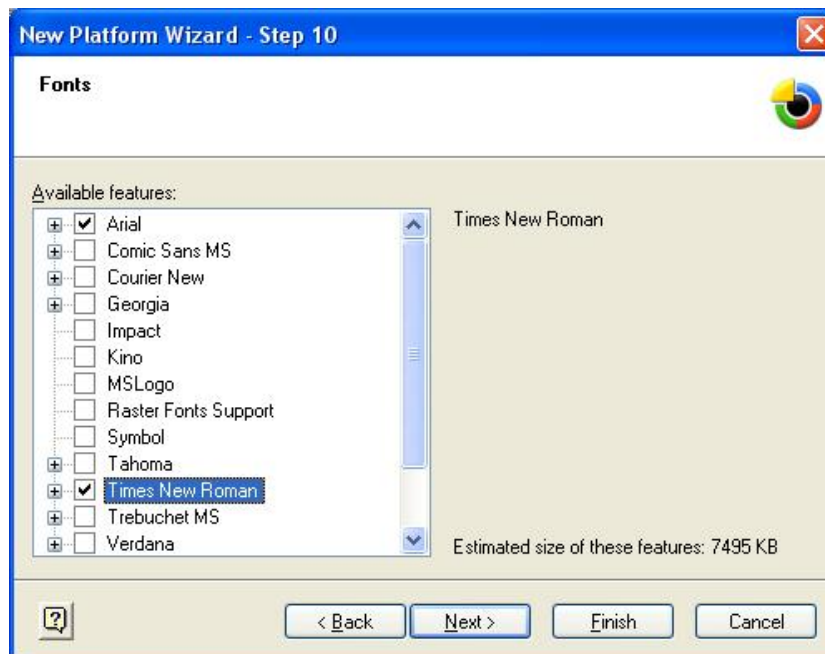 New Platform Wizard - Step 10
Fonts
Available features:
Arial
Comic Sans MS
Courier New
Georgia
Impact
Kino
MSLogo
Raster Fonts Support
Symbol
Tahoma
Times New Roman
Trebuchet MS
Verdana
Times New Roman
Estimated size of these features: 7495 KB
< Back
Next >
Finish
Cancel